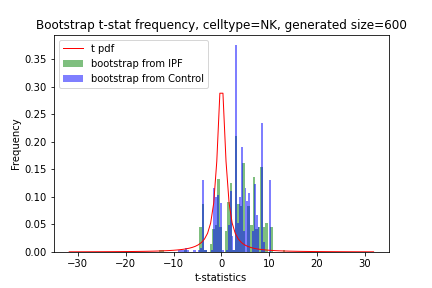 Bootstrap t-stat frequency, celltype=NK, generated size=600
t pdf
bootstrap from IPF
bootstrap from Control
Frequency
0.35
0.30
0.25
0.20
0.15
0.10
0.05
0.00
−30 −20 −10 0 10 20 30
t-statistics